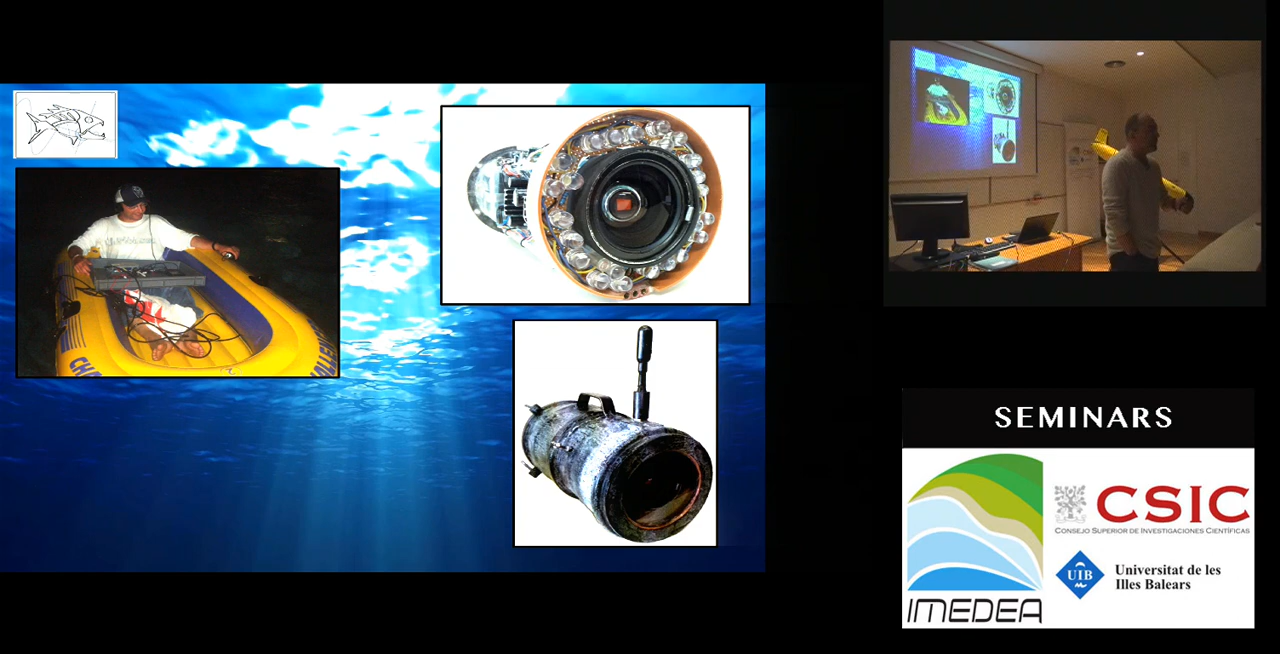 SEMINARS
CSIC
CONSEJO SUPERIOR DE INVESTIGACIONES CIENTÍFICAS
UIB
Universitat de les
Illes Balears
IMEDEA